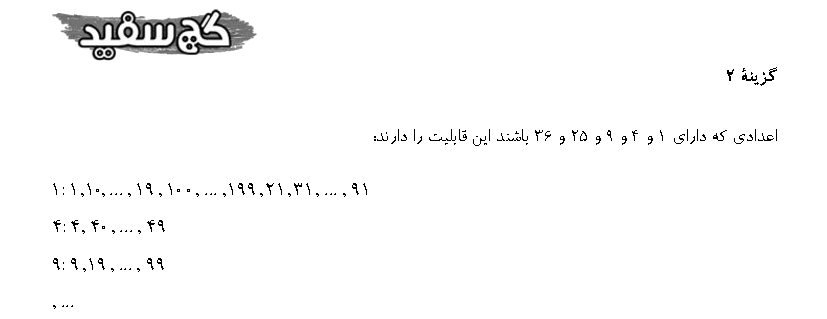 گچ سفید
گزینهٔ ۲
اعدادی که دارای ۱ و ۴ و ۹ و ۲۵ و ۳۶ باشند این قابلیت را دارند:
۱: ۱,۱۰, ... , ۱۹ , ۱۰۰ , ... ,۱۹۹,۲۱,۳۱, ... , ۹۱
۴: ۴, ۴۰ , ... , ۴۹
۹: ۹ ,۱۹ , ... , ۹۹
, ...